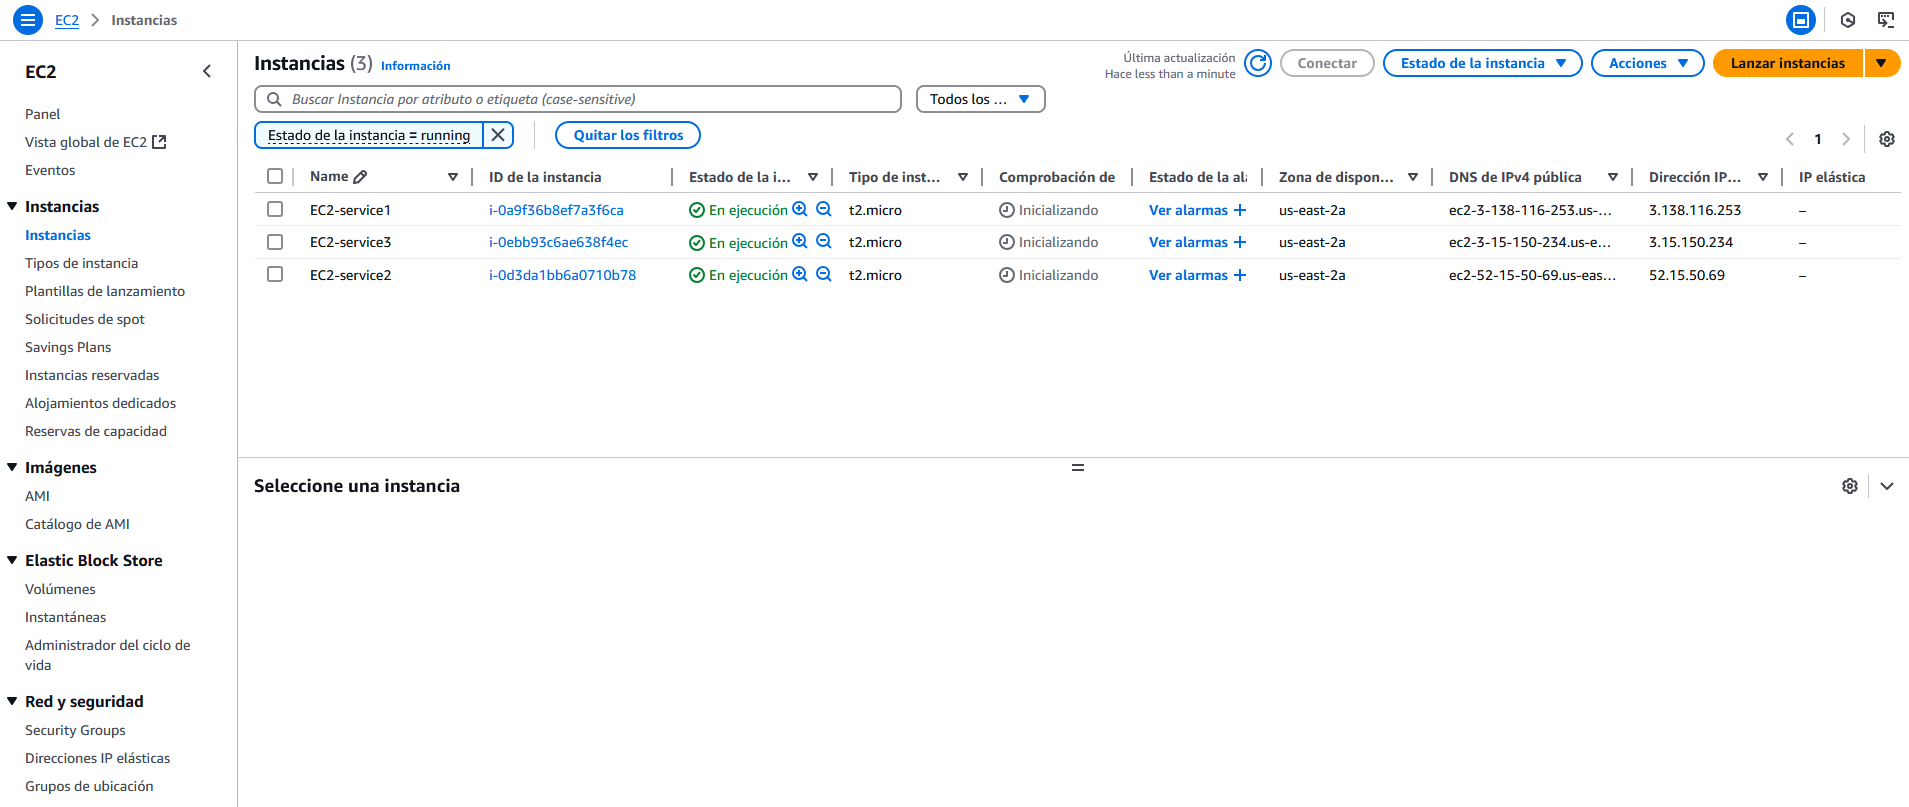 EC2 > Instancias
EC2
Panel
Vista global de EC2
Eventos
Instancias
Instancias
Tipos de instancia
Plantillas de lanzamiento
Solicitudes de spot
Savings Plans
Instancias reservadas
Alojamientos dedicados
Reservas de capacidad
Imágenes
AMI
Catálogo de AMI
Elastic Block Store
Volúmenes
Instantáneas
Administrador del ciclo de
vida
Red y seguridad
Security Groups
Direcciones IP elásticas
Grupos de ubicación
Instancias (3) Información
Última actualización
Hace less than a minute
Conectar
Estado de la instancia
Acciones
Lanzar instancias
Buscar Instancia por atributo o etiqueta (case-sensitive)
Todos los ...
Estado de la instancia = running
Quitar los filtros
1
Name ID de la instancia Estado de la i... Tipo de inst... Comprobación de Estado de la al Zona de dispon... DNS de IPv4 pública Dirección IP... IP elástica
EC2-service1 i-0a9f36b8ef7a3f6ca En ejecución t2.micro Inicializando Ver alarmas + us-east-2a ec2-3-138-116-253.us-... 3.138.116.253 –
EC2-service3 i-0ebb93c6ae638f4ec En ejecución t2.micro Inicializando Ver alarmas + us-east-2a ec2-3-15-150-234.us-e... 3.15.150.234 –
EC2-service2 i-0d3da1bb6a0710b78 En ejecución t2.micro Inicializando Ver alarmas + us-east-2a ec2-52-15-50-69.us-eas... 52.15.50.69 –
Seleccione una instancia